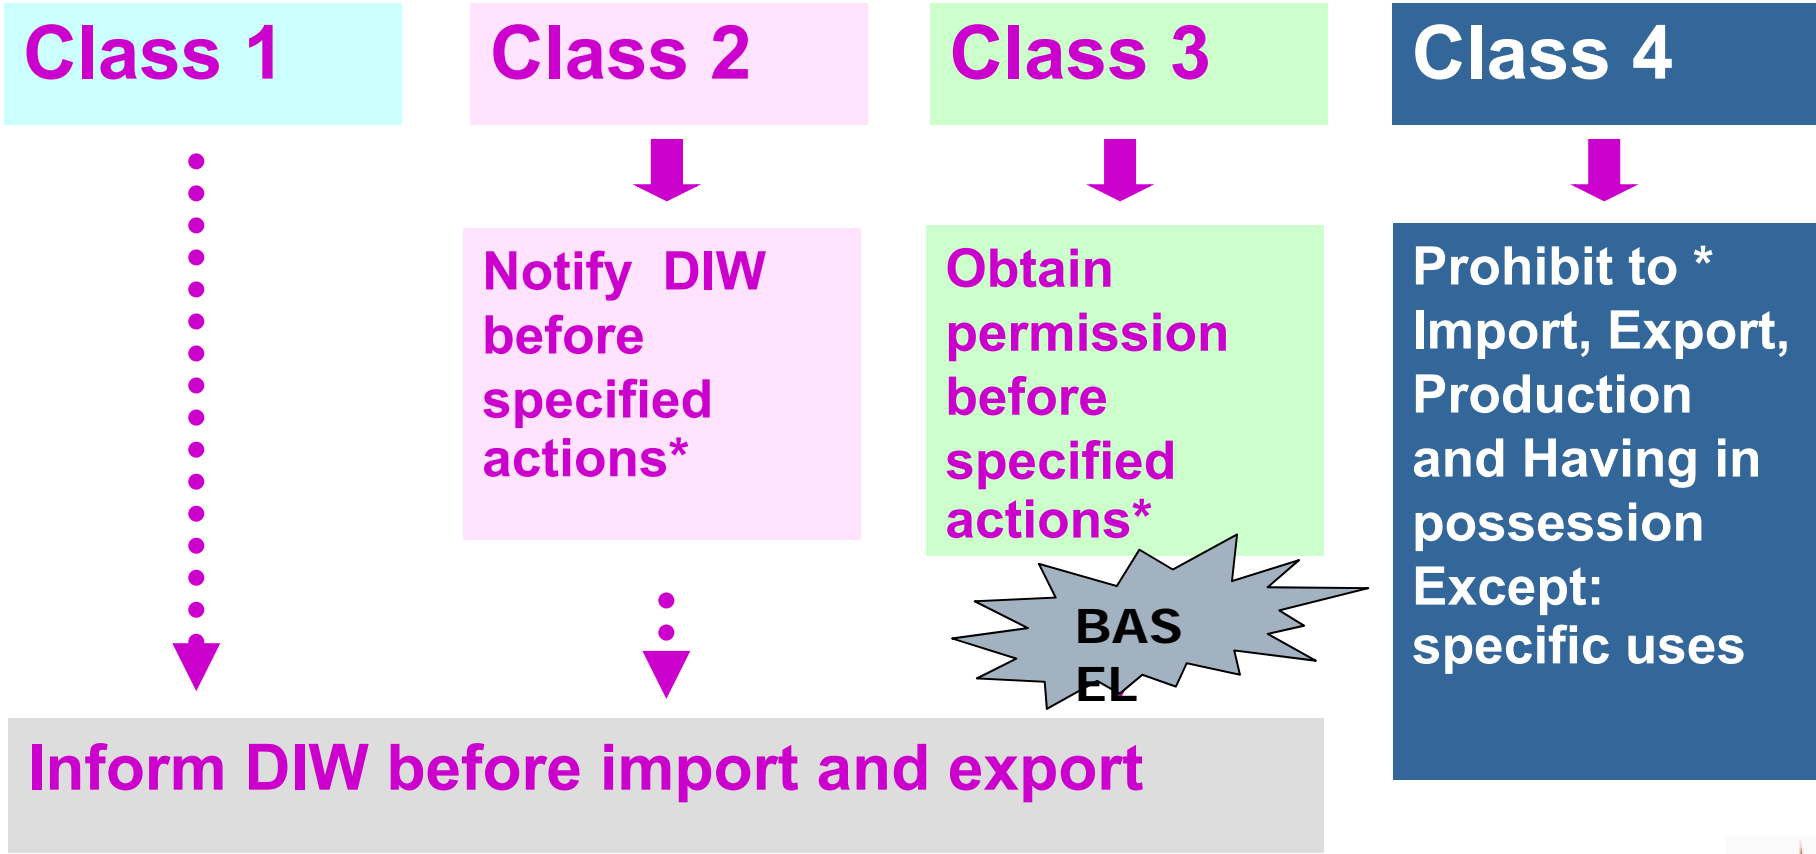 Class 1
Class 2
Class 3
Class 4
Notify DIW
before
specified
actions*
Obtain
permission
before
specified
actions*
Prohibit to *
Import, Export,
Production
and Having in
possession
Except:
specific uses
BAS
EL
Inform DIW before import and export